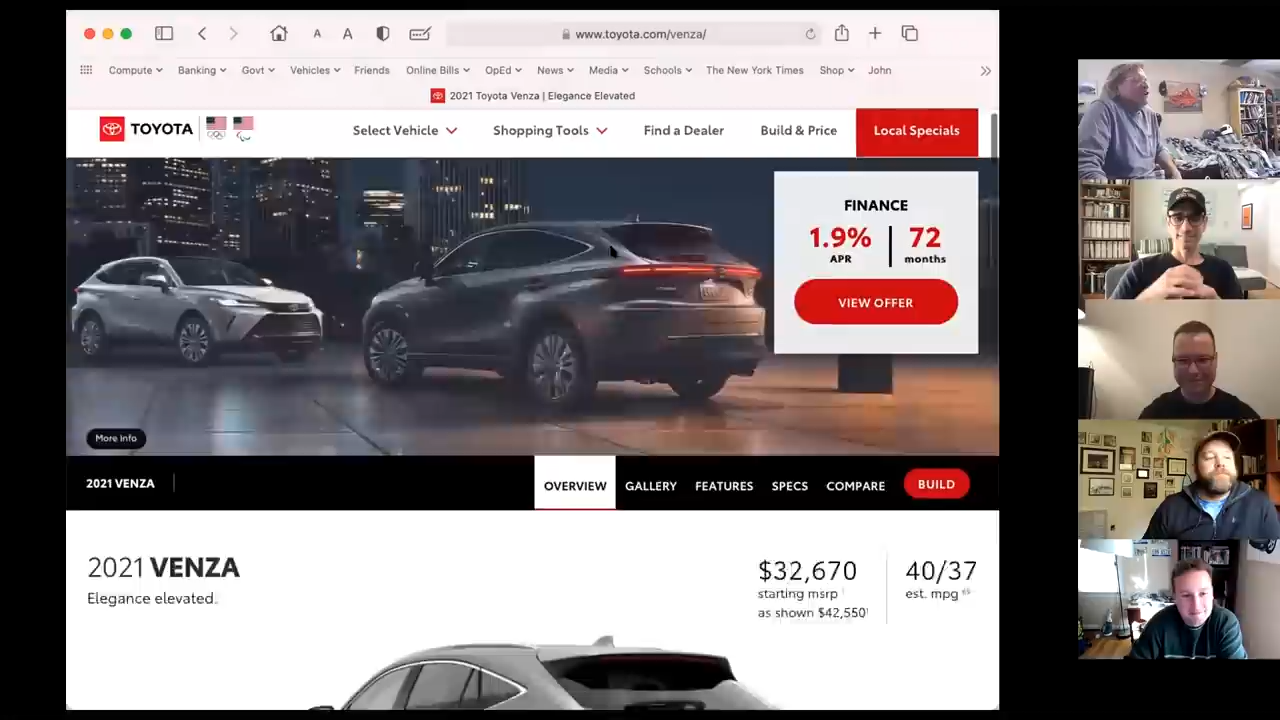 A A www.toyota.com/venza/
Compute Banking Govt Vehicles Friends Online Bills OpEd News Media Schools The New York Times Shop John
2021 Toyota Venza | Elegance Elevated
TOYOTA Select Vehicle Shopping Tools Find a Dealer Build & Price Local Specials
FINANCE
1.9% 72
APR months
VIEW OFFER
More info
2021 VENZA OVERVIEW GALLERY FEATURES SPECS COMPARE BUILD
2021 VENZA $32,670 40/37
Elegance elevated. starting msrp est. mpg
as shown $42,550